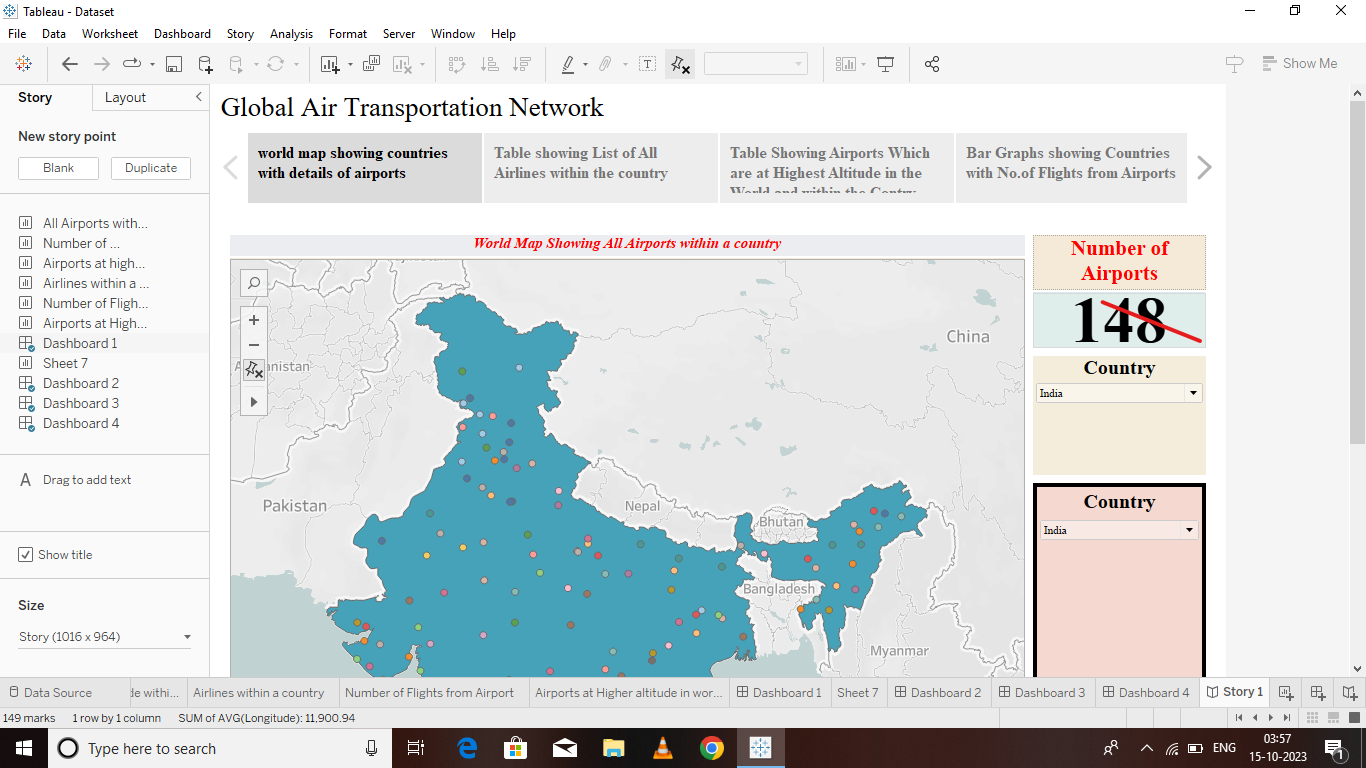 Tableau - Dataset
File Data Worksheet Dashboard Story Analysis Format Server Window Help
Show Me
Story Layout
New story point
Blank Duplicate
All Airports with...
Number of ...
Airports at high...
Airlines within a ...
Number of Fligh...
Airports at High...
Dashboard 1
Sheet 7
Dashboard 2
Dashboard 3
Dashboard 4
A Drag to add text
Show title
Size
Story (1016 x 964)
Global Air Transportation Network
world map showing countries
with details of airports
Table showing List of All
Airlines within the country
Table Showing Airports Which
are at Highest Altitude in the
World and within the Contry
Bar Graphs showing Countries
with No.of Flights from Airports
World Map Showing All Airports within a country
China
anistan
Pakistan
Nepal
Bhutan
Bangladesh
Myanmar
Number of
Airports
148
Country
India
Country
India
Data Source de withi... Airlines within a country Number of Flights from Airport Airports at Higher altitude in wor... Dashboard 1 Sheet 7 Dashboard 2 Dashboard 3 Dashboard 4 Story 1
149 marks 1 row by 1 column SUM of AVG(Longitude): 11,900.94
Type here to search
ENG
03:57
15-10-2023
1